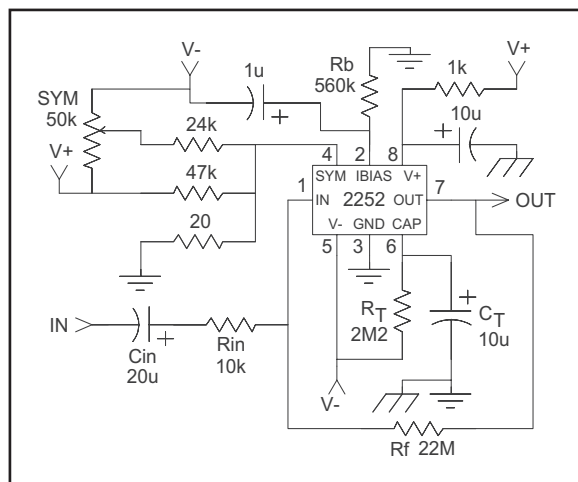 V-
V+
1u
+
Rb
560k
1k
SYM
50k
10u
+
V+
24k
47k
20
4
2
8
SYM
IBIAS
V+
1
IN
2252
OUT
7
OUT
V-
GND
CAP
5
3
6
IN
+
Cin
20u
Rin
10k
RT
2M2
+
CT
10u
V-
Rf
22M